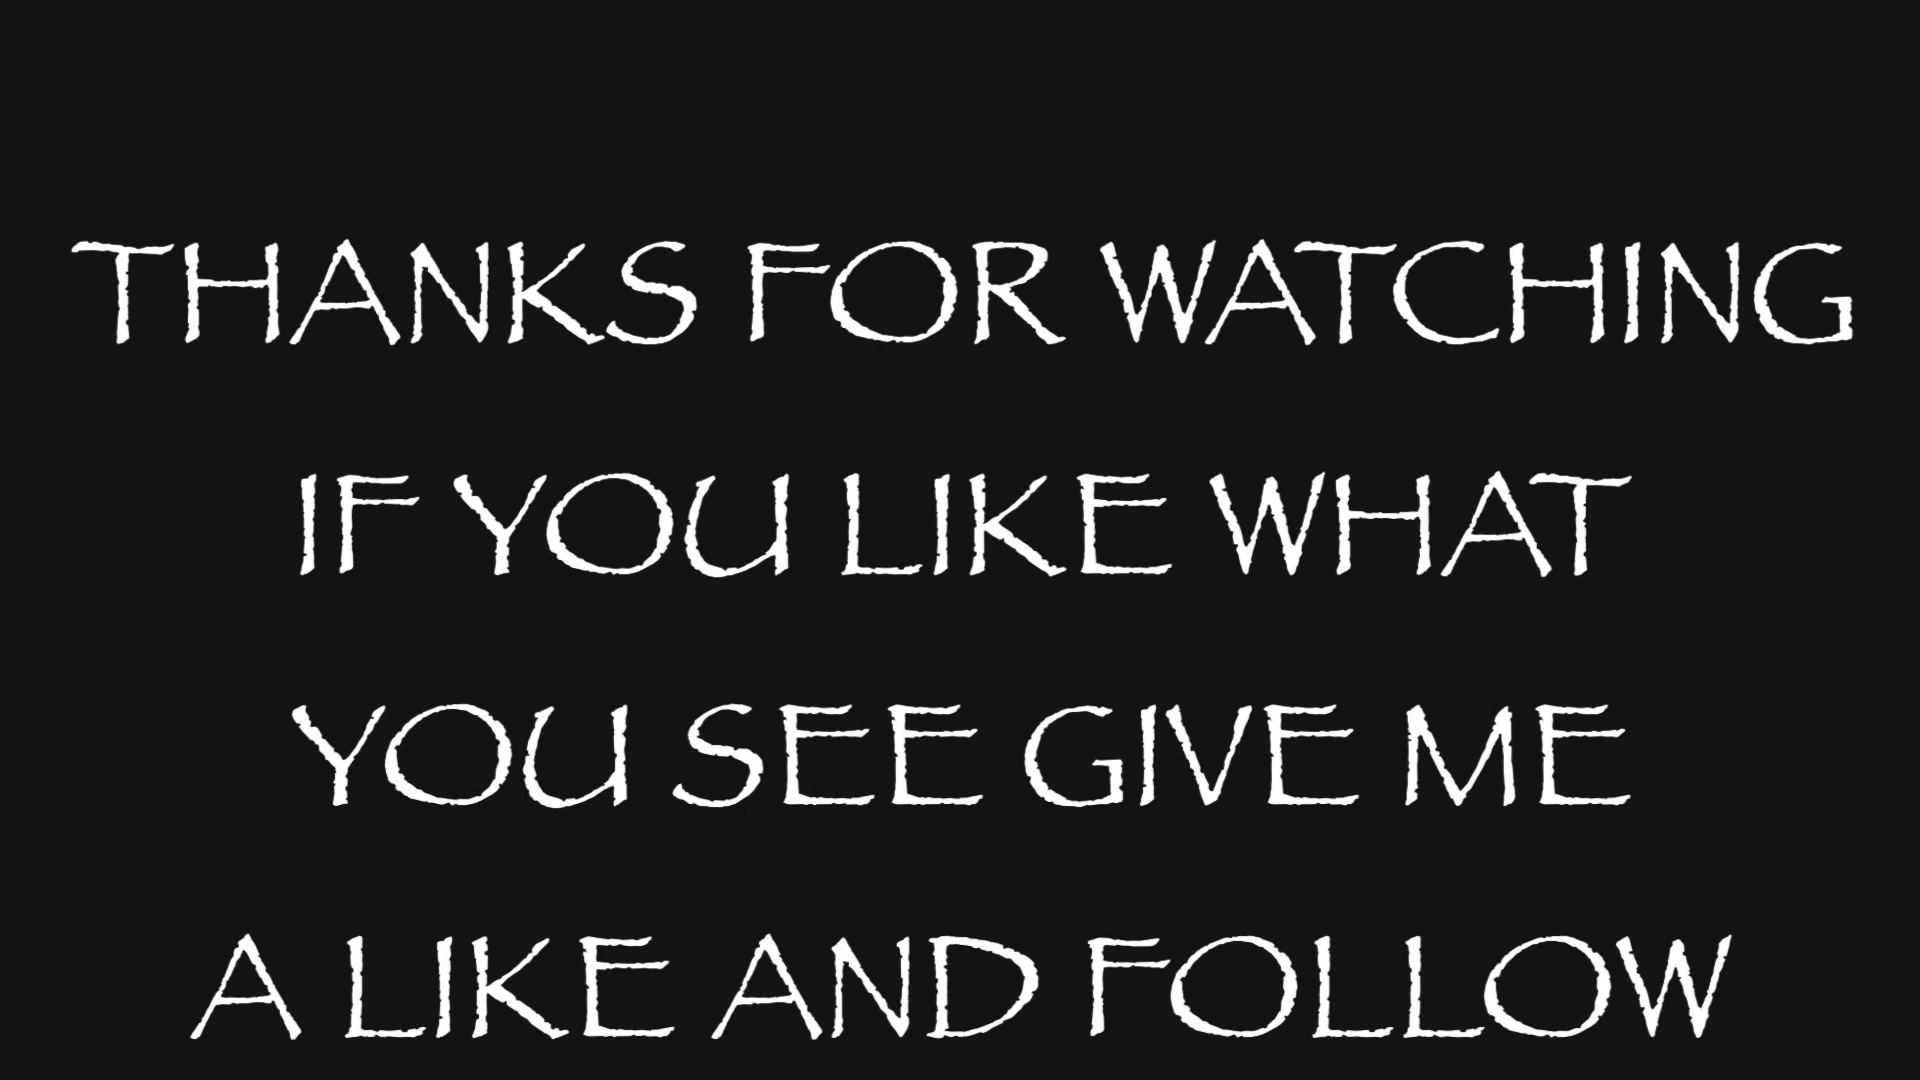 THANKS FOR WATCHING
IF YOU LIKE WHAT
YOU SEE GIVE ME
A LIKE AND FOLLOW